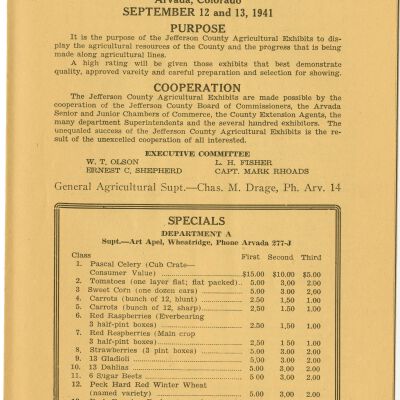 Arvada, Colorado
SEPTEMBER 12 and 13, 1941
PURPOSE
It is the purpose of the Jefferson County Agricultural Exhibits to dis-
play the agricultural resources of the County and the progress that is being
made along agricultural lines.
A high rating will be given those exhibits that best demonstrate
quality, approved vareity and careful preparation and selection for showing.
COOPERATION
The Jefferson County Agricultural Exhibits are made possible by the
cooperation of the Jefferson County Board of Commissioners, the Arvada
Senior and Junior Chambers of Commerce, the County Extension Agents, the
many department Superintendents and the several hundred exhibitors. The
unequaled success of the Jefferson County Agricultural Exhibits is the re-
sult of the unexcelled cooperation of all interested.
EXECUTIVE COMMITTEE
W. T. OLSON L. H. FISHER
ERNEST C. SHEPHERD CAPT. MARK RHOADS
General Agricultural Supt.—Chas. M. Drage, Ph. Arv. 14
SPECIALS
DEPARTMENT A
Supt.—Art Apel, Wheatridge, Phone Arvada 277-J
Class First Second Third
1. Pascal Celery (Cub Crate—
Consumer Value) $15.00 $10.00 $5.00
2. Tomatoes (one layer flat; flat packed) 5.00 3.00 2.00
3 Sweet Corn (one dozen cars) 5.00 3.00 2.00
4. Carrots (bunch of 12, blunt) 2.50 1.50 1.00
5. Carrots (bunch of 12, sharp) 2.50 1.50 1.00
6. Red Raspberries (Everbearing
3 half-pint boxes) 2.50 1.50 1.00
7. Red Raspberries (Main crop
3 half-pint boxes) 2.50 1 50 1.00
8. Strawberries (3 pint boxes) 5.00 3.00 2.00
9. 13 Gladioli 5.00 3.00 2.00
10. 13 Dahlias 5.00 3.00 2.00
11. 6 Sugar Beets 5 00 3.00 2.00
12. Peck Hard Red Winter Wheat
(named variety) 5.00 3.00 2.00